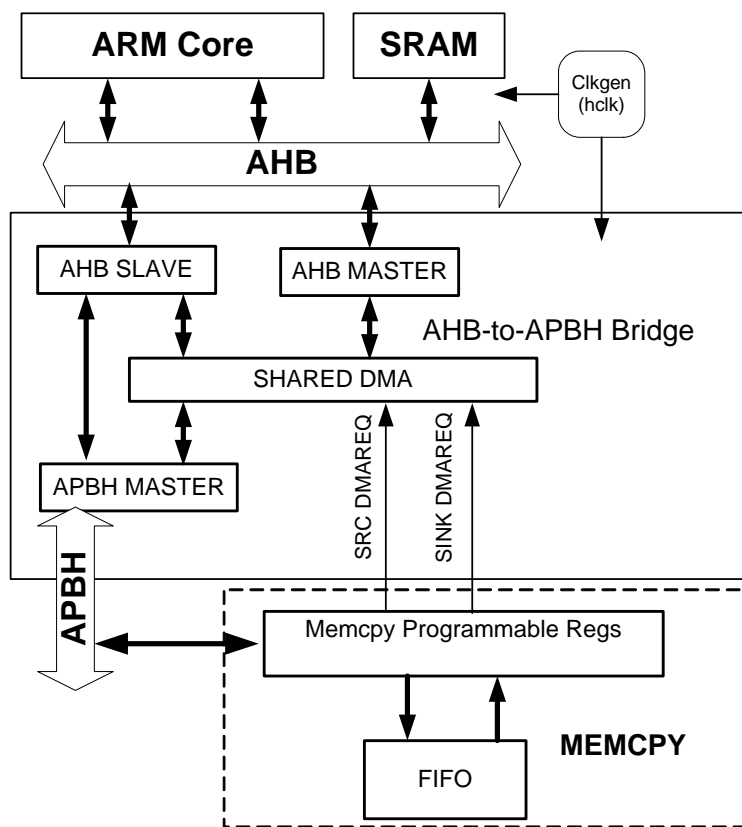 ARM Core
SRAM
Clkgen
(hclk)
AHB
AHB SLAVE
AHB MASTER
AHB-to-APBH Bridge
SHARED DMA
SRC DMAREQ
SINK DMAREQ
APBH MASTER
APBH
Memcpy Programmable Regs
MEMCPY
FIFO